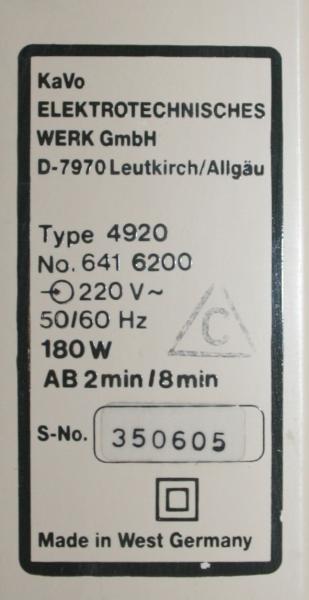 KaVo
ELEKTROTECHNISCHES
WERK GmbH
D-7970 Leutkirch/Allgäu
Type 4920
No. 641 6200
220 V~
50/60 Hz
C
180 W
AB 2 min / 8 min
S-No. 350605
Made in West Germany